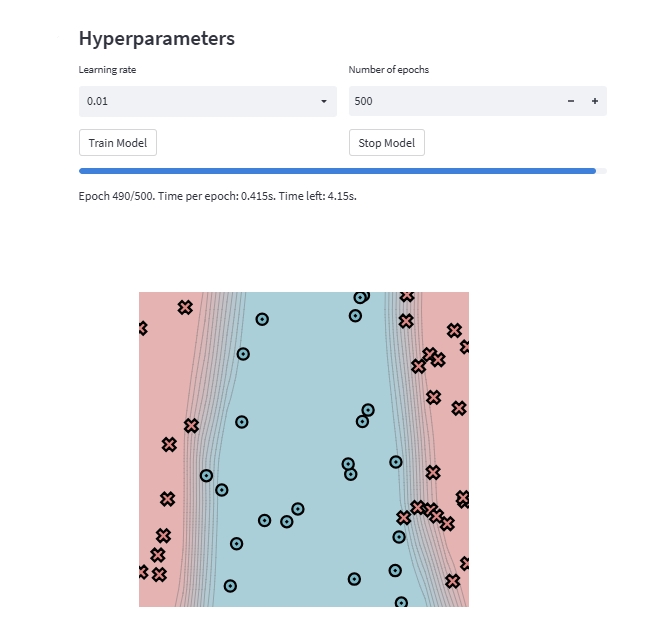 Hyperparameters
Learning rate
Number of epochs
0.01
500
Train Model
Stop Model
Epoch 490/500. Time per epoch: 0.415s. Time left: 4.15s.